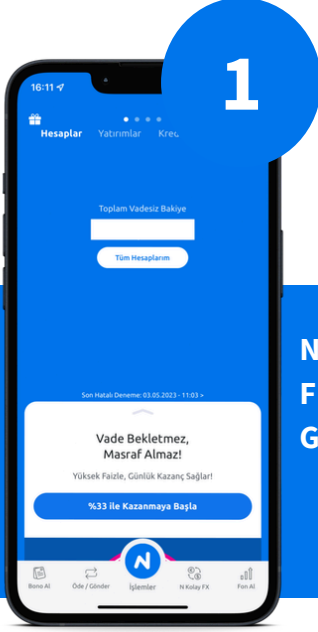 1
16:11
Hesaplar Yatırımlar
Toplam Vadesiz Bakiye
Tüm Hesaplarım
Son Hatalı Deneme: 03.05.2023 - 11:03 >
Vade Bekletmez,
Masraf Almaz!
Yüksek Faizle, Günlük Kazanç Sağlar!
%33 ile Kazanmaya Başla
N
Bono Al Öde / Gönder İşlemler N Kolay FX Fon Al
N
F
G